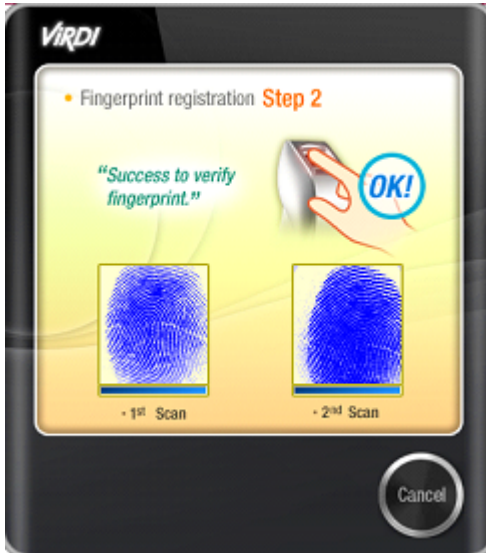 ViRDI
• Fingerprint registration Step 2
“Success to verify
fingerprint.”
OK!
• 1st Scan
• 2nd Scan
Cancel